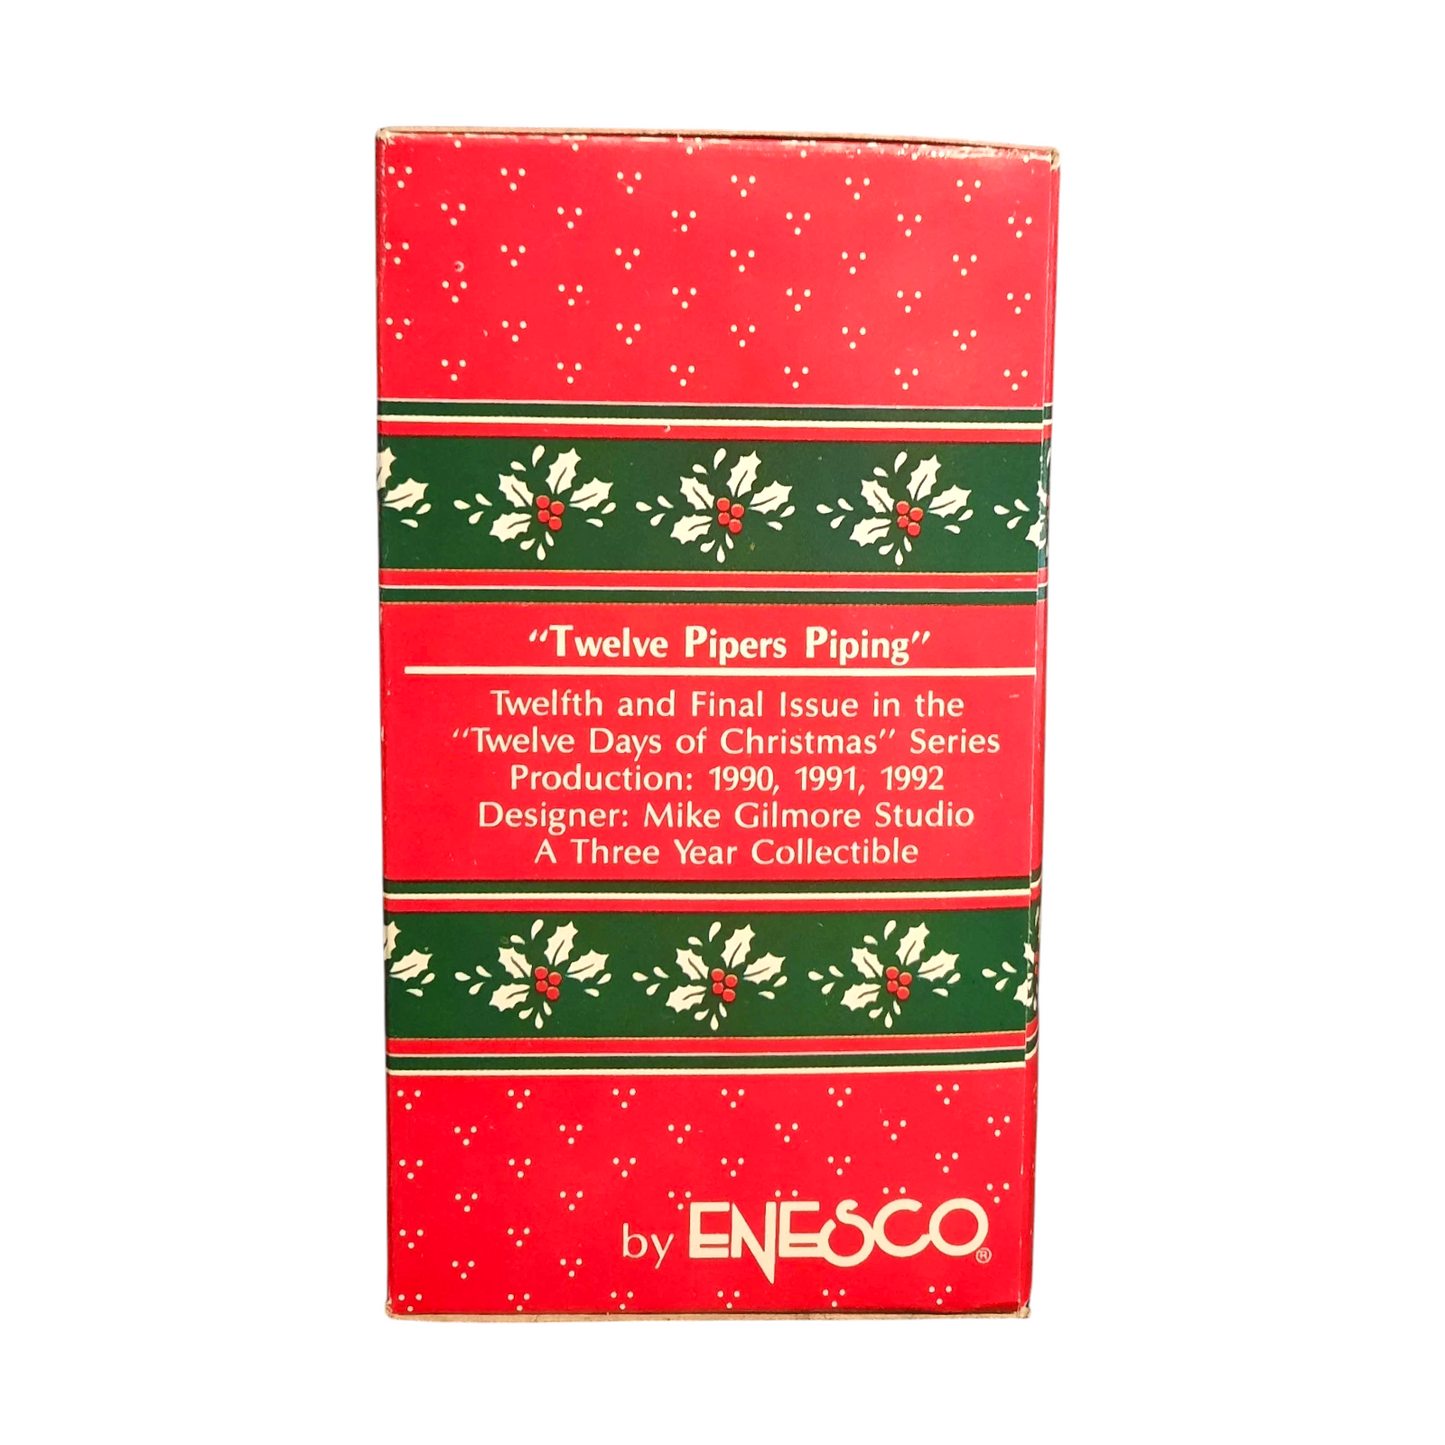 “Twelve Pipers Piping”
Twelfth and Final Issue in the
“Twelve Days of Christmas” Series
Production: 1990, 1991, 1992
Designer: Mike Gilmore Studio
A Three Year Collectible
by ENESCO®